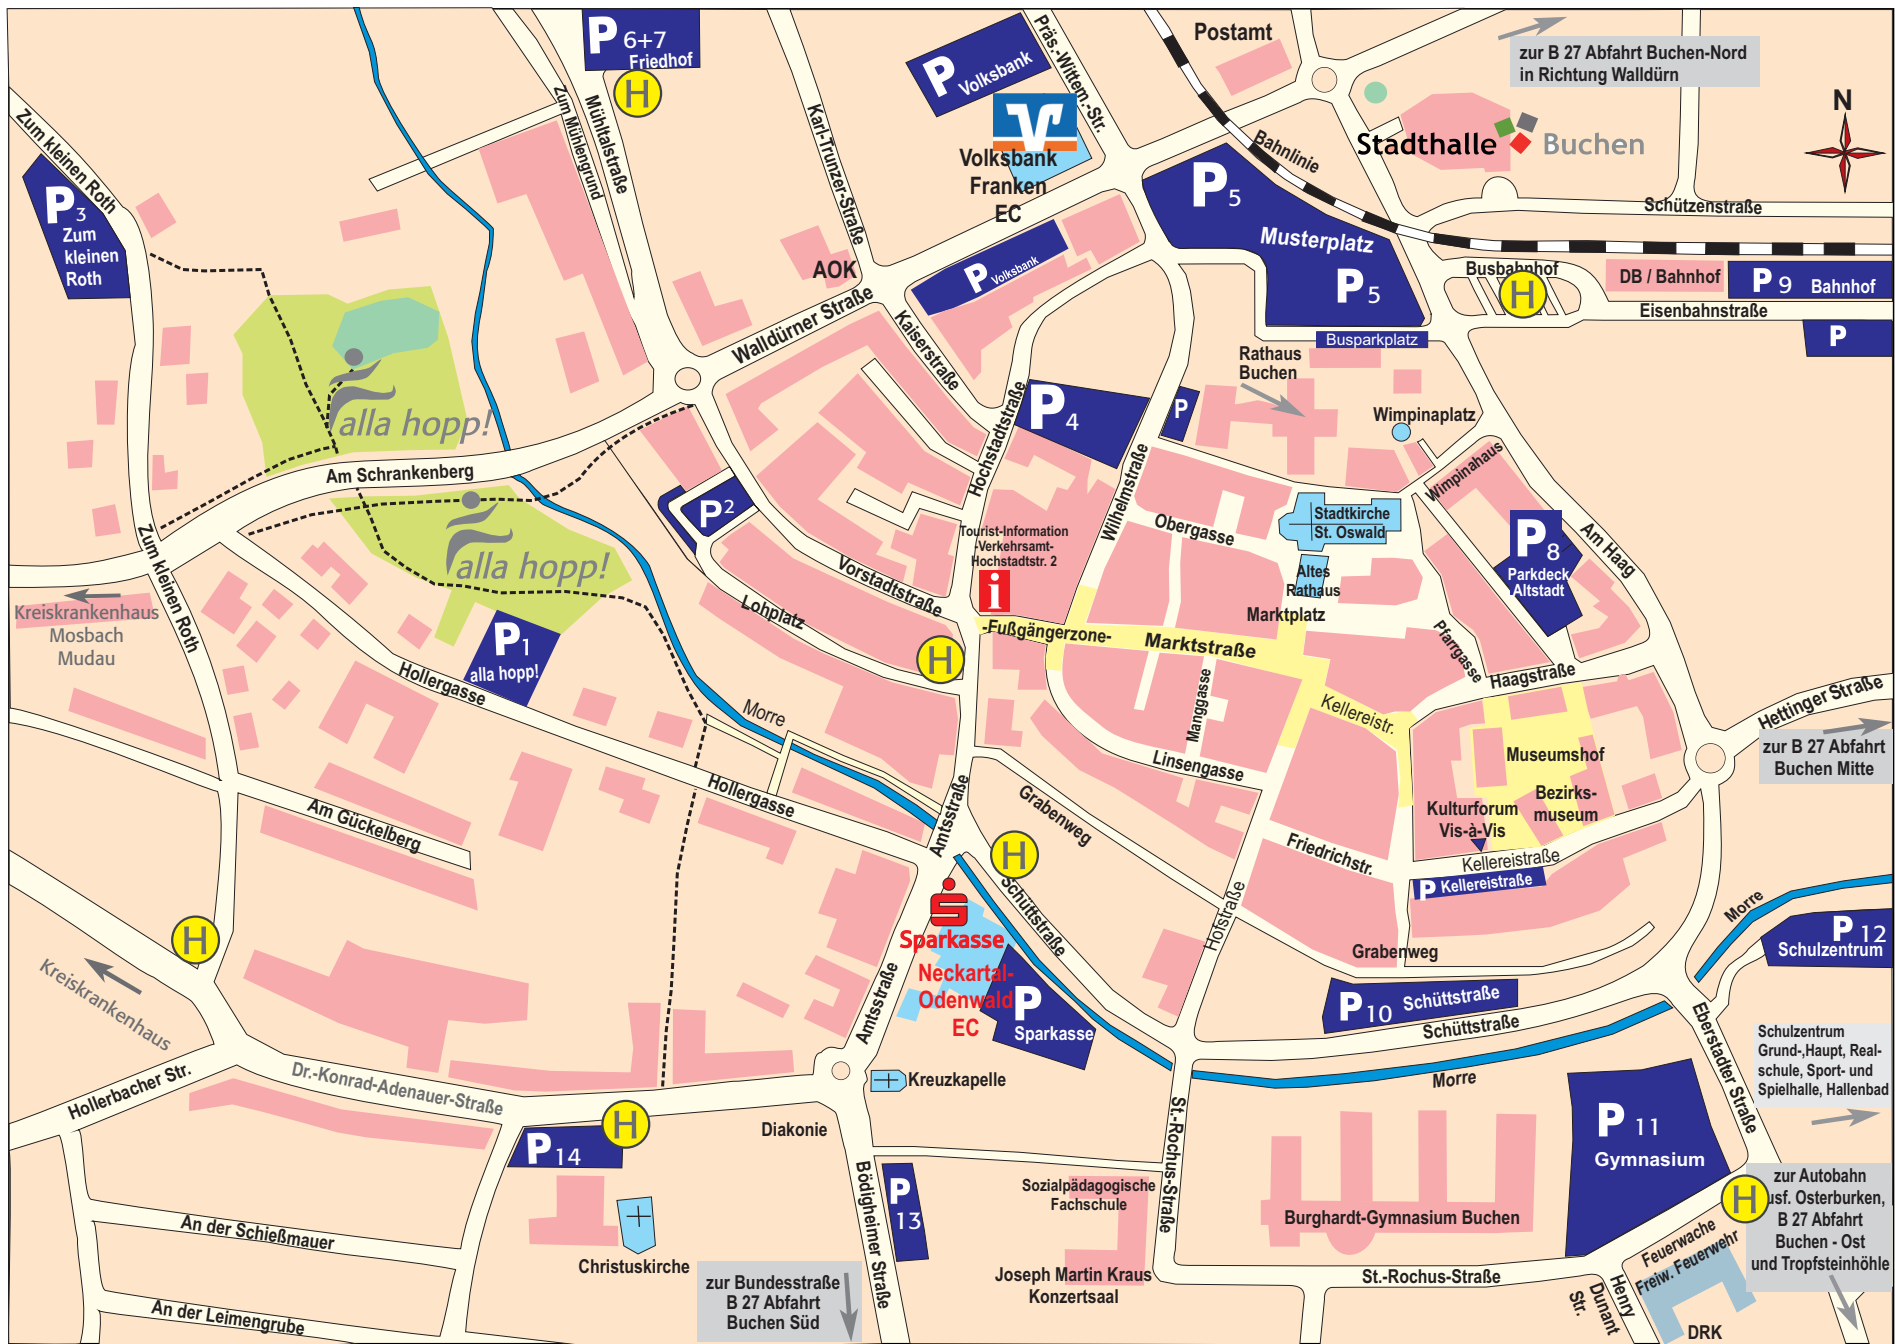 P 6+7
Friedhof
H
P
Volksbank
Präs.-Wittem.-Str.
Postamt
zur B 27 Abfahrt Buchen-Nord
in Richtung Walldürn
N
Zum kleinen Roth
P 3
Zum
kleinen
Roth
Zum Mühlengrund
Mühltalstraße
Karl-Trunzer-Straße
Volksbank
Franken
EC
Bahnlinie
Stadthalle Buchen
P 5
Musterplatz
P 5
Schützenstraße
Busbahnhof
H
DB / Bahnhof
P 9 Bahnhof
Eisenbahnstraße
P
AOK
P Volksbank
Walldürner Straße
Kaiserstraße
Busparkplatz
Rathaus
Buchen
Wimpinaplatz
alla hopp!
Am Schrankenberg
Hochstadtstraße
P 4
P
Wilhelmstraße
Wimpinahaus
P 2
alla hopp!
Obergasse
Stadtkirche
St. Oswald
P 8
Parkdeck
Altstadt
Am Haag
Tourist-Information
-Verkehrsamt-
Hochstadtstr. 2
i
Altes
Rathaus
Marktplatz
Zum kleinen Roth
Kreiskrankenhaus
Mosbach
Mudau
Vorstadtstraße
Lohplatz
H
-Fußgängerzone-
Marktstraße
Pfarrgasse
Haagstraße
P 1
alla hopp!
Hollergasse
Morre
Manggasse
Kellereistr.
Hettinger Straße
zur B 27 Abfahrt
Buchen Mitte
Linsengasse
Museumshof
Bezirks-
museum
Kulturforum
Vis-à-Vis
Kellereistraße
P Kellereistraße
Am Gückelberg
Hollergasse
Amtsstraße
Grabenweg
Friedrichstr.
H
Schüttstraße
Hofstraße
Grabenweg
Morre
P 12
Schulzentrum
H
Kreiskrankenhaus
Sparkasse
Neckartal-
Odenwald
EC
P
Sparkasse
Amtsstraße
P 10 Schüttstraße
Schüttstraße
Eberstadter Straße
Schulzentrum
Grund-,Haupt, Real-
schule, Sport- und
Spielhalle, Hallenbad
Hollerbacher Str.
Dr.-Konrad-Adenauer-Straße
Kreuzkapelle
Morre
H
Diakonie
P 14
St.-Rochus-Straße
P 11
Gymnasium
Bödigheimer Straße
P
13
Sozialpädagogische
Fachschule
Burghardt-Gymnasium Buchen
H
zur Autobahn
usf. Osterburken,
B 27 Abfahrt
Buchen - Ost
und Tropfsteinhöhle
An der Schießmauer
Christuskirche
Joseph Martin Kraus
Konzertsaal
St.-Rochus-Straße
Feuerwache
Freiw. Feuerwehr
Henry
Dunant
Str.
An der Leimengrube
zur Bundesstraße
B 27 Abfahrt
Buchen Süd
DRK